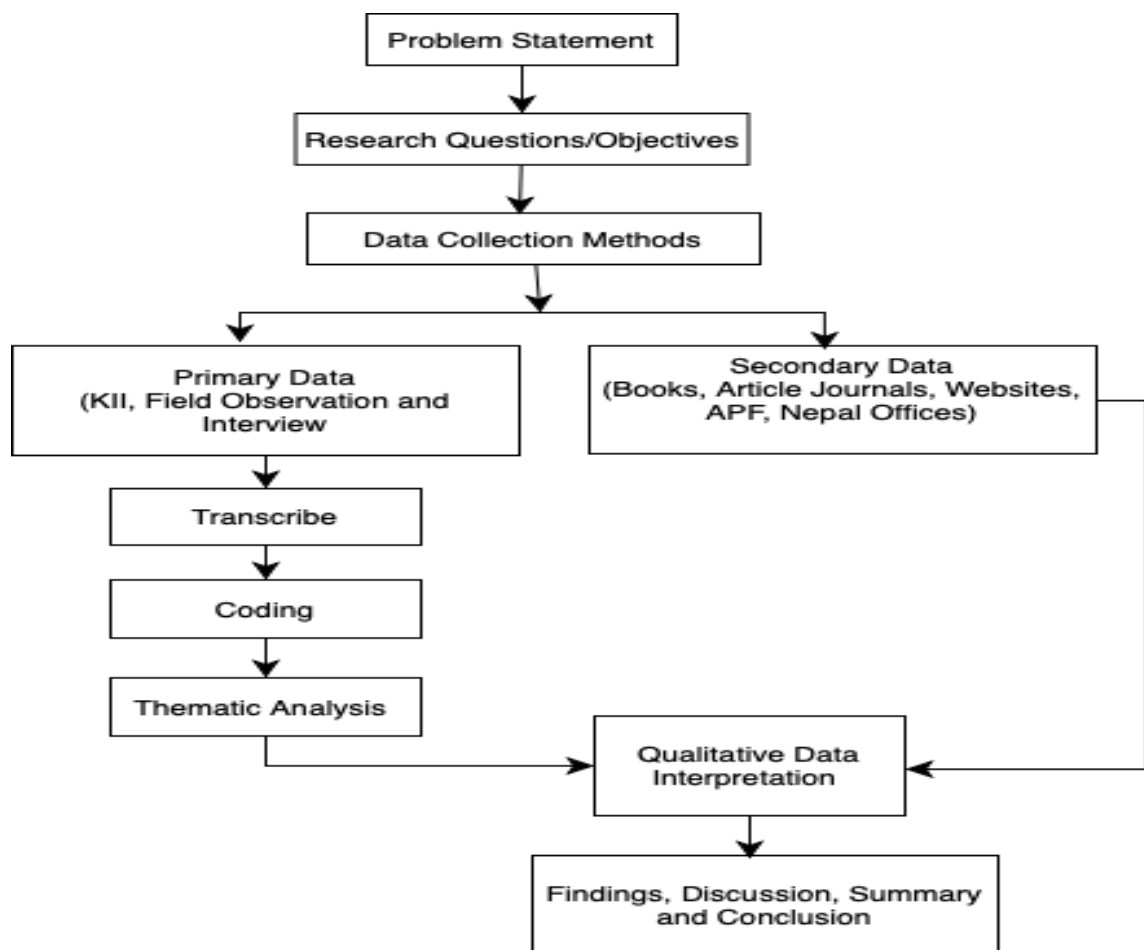 Problem Statement
Research Questions/Objectives
Data Collection Methods
Primary Data
(KII, Field Observation and
Interview
Secondary Data
(Books, Article Journals, Websites,
APF, Nepal Offices)
Transcribe
Coding
Thematic Analysis
Qualitative Data
Interpretation
Findings, Discussion, Summary
and Conclusion